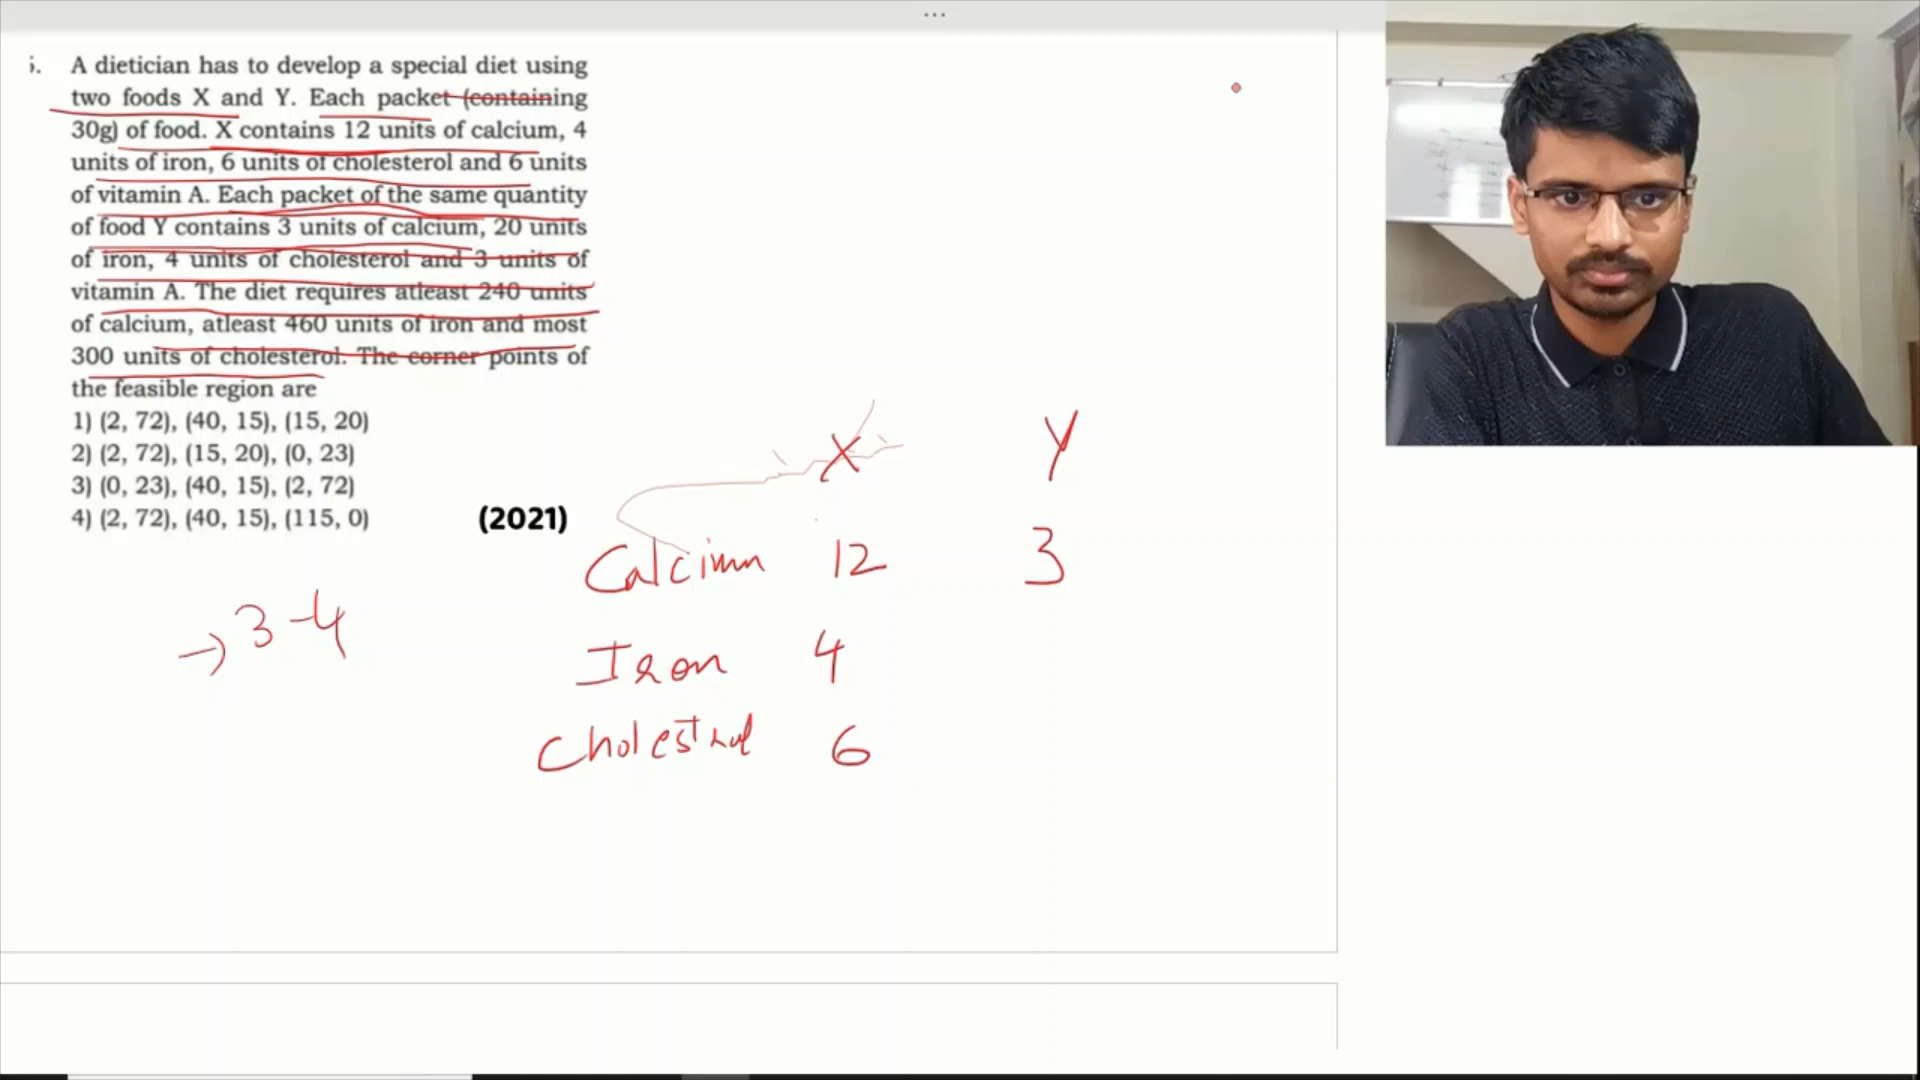 5. A dietician has to develop a special diet using
two foods X and Y. Each packet (containing
30g) of food. X contains 12 units of calcium, 4
units of iron, 6 units of cholesterol and 6 units
of vitamin A. Each packet of the same quantity
of food Y contains 3 units of calcium, 20 units
of iron, 4 units of cholesterol and 3 units of
vitamin A. The diet requires atleast 240 units
of calcium, atleast 460 units of iron and most
300 units of cholesterol. The corner points of
the feasible region are
1) (2, 72), (40, 15), (15, 20)
2) (2, 72), (15, 20), (0, 23)
3) (0, 23), (40, 15), (2, 72)
4) (2, 72), (40, 15), (115, 0)
(2021)
X Y
Calcium 12 3
→ 3-4
Iron 4
Cholestrol 6